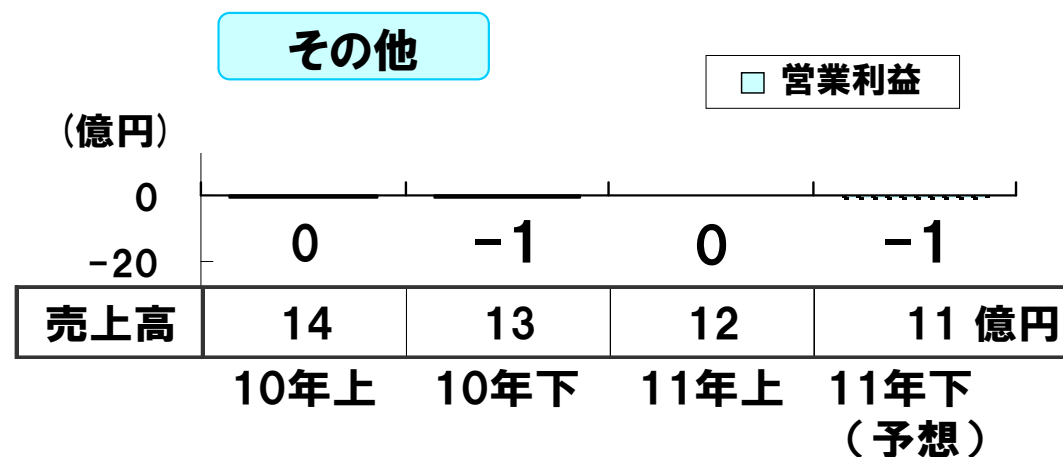 その他
営業利益
(億円)
0
-20
0 -1 0 -1
売上高 14 13 12 11 億円
10年上 10年下 11年上 11年下
(予想)